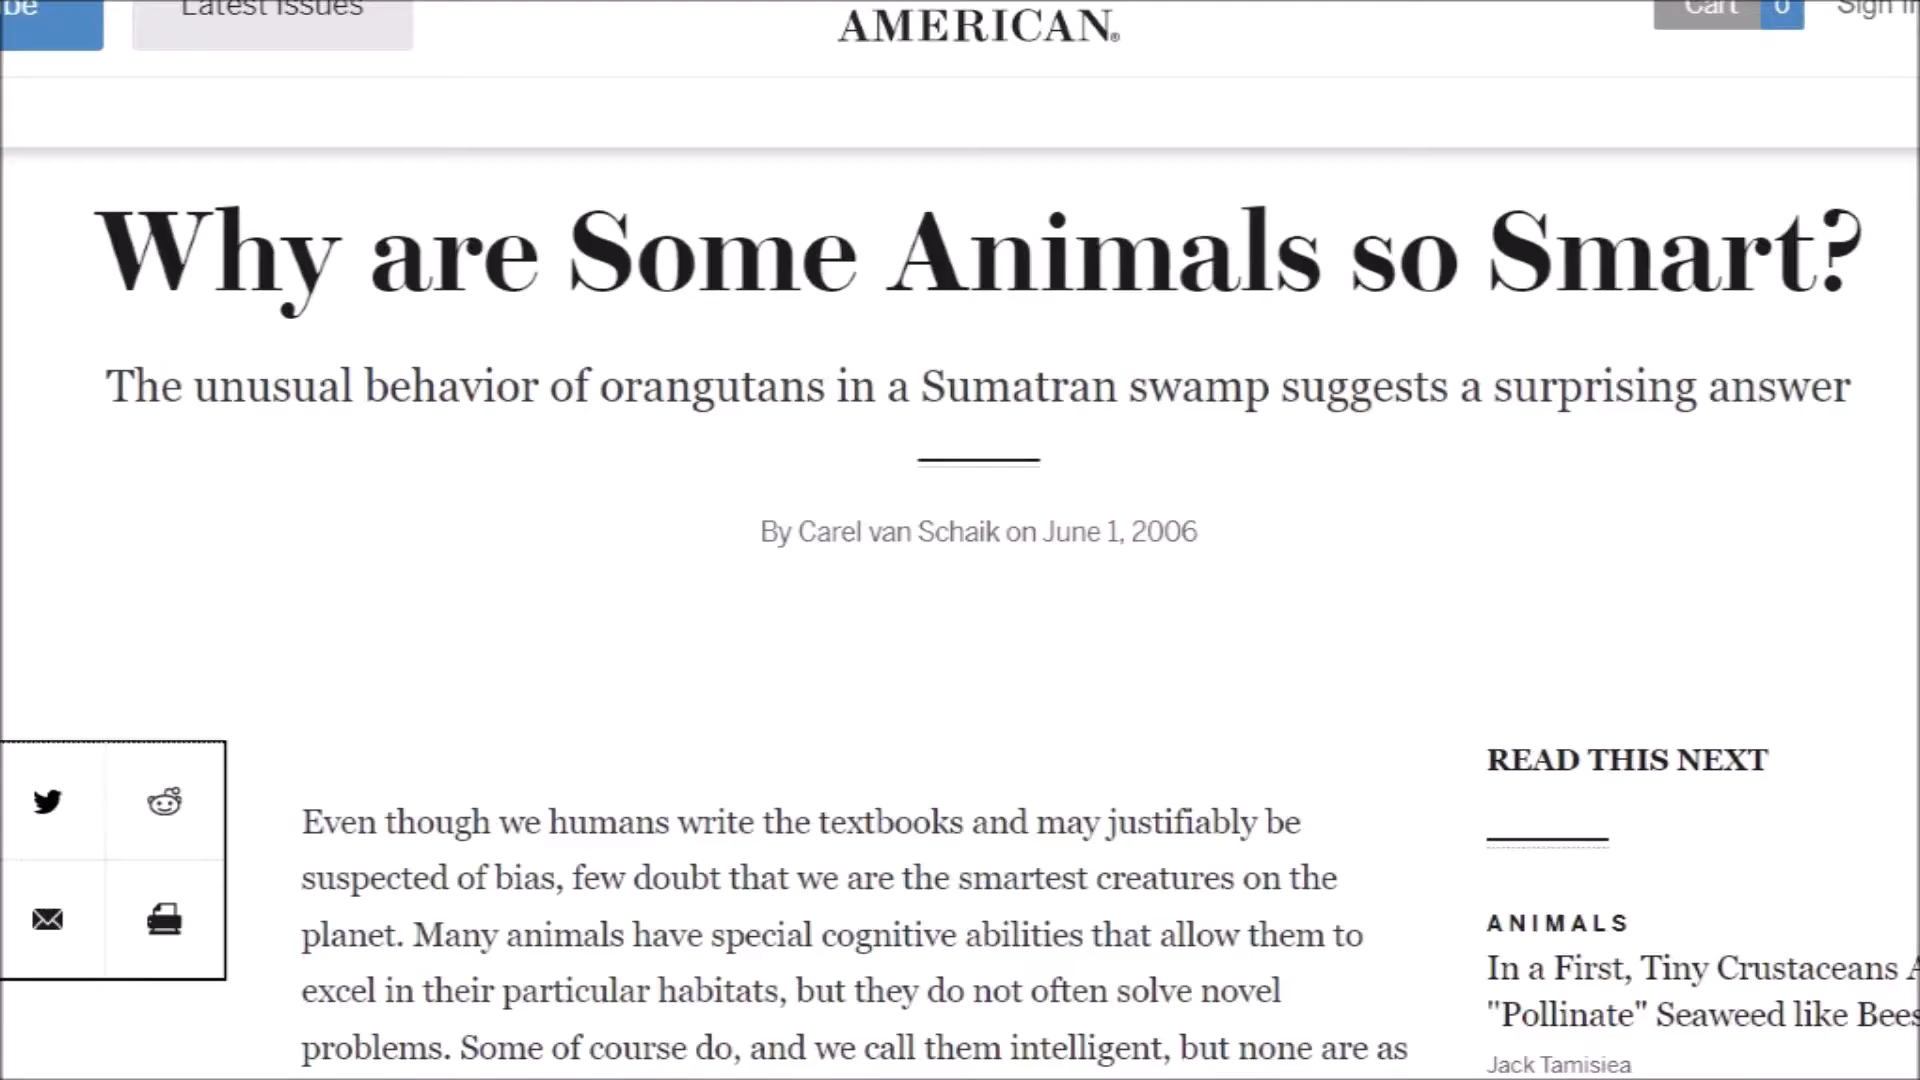 Latest Issues
AMERICAN®
Cart 0
Why are Some Animals so Smart?
The unusual behavior of orangutans in a Sumatran swamp suggests a surprising answer
By Carel van Schaik on June 1, 2006
Even though we humans write the textbooks and may justifiably be
suspected of bias, few doubt that we are the smartest creatures on the
planet. Many animals have special cognitive abilities that allow them to
excel in their particular habitats, but they do not often solve novel
problems. Some of course do, and we call them intelligent, but none are as
READ THIS NEXT
ANIMALS
In a First, Tiny Crustaceans
"Pollinate" Seaweed like Bees
Jack Tamisiea